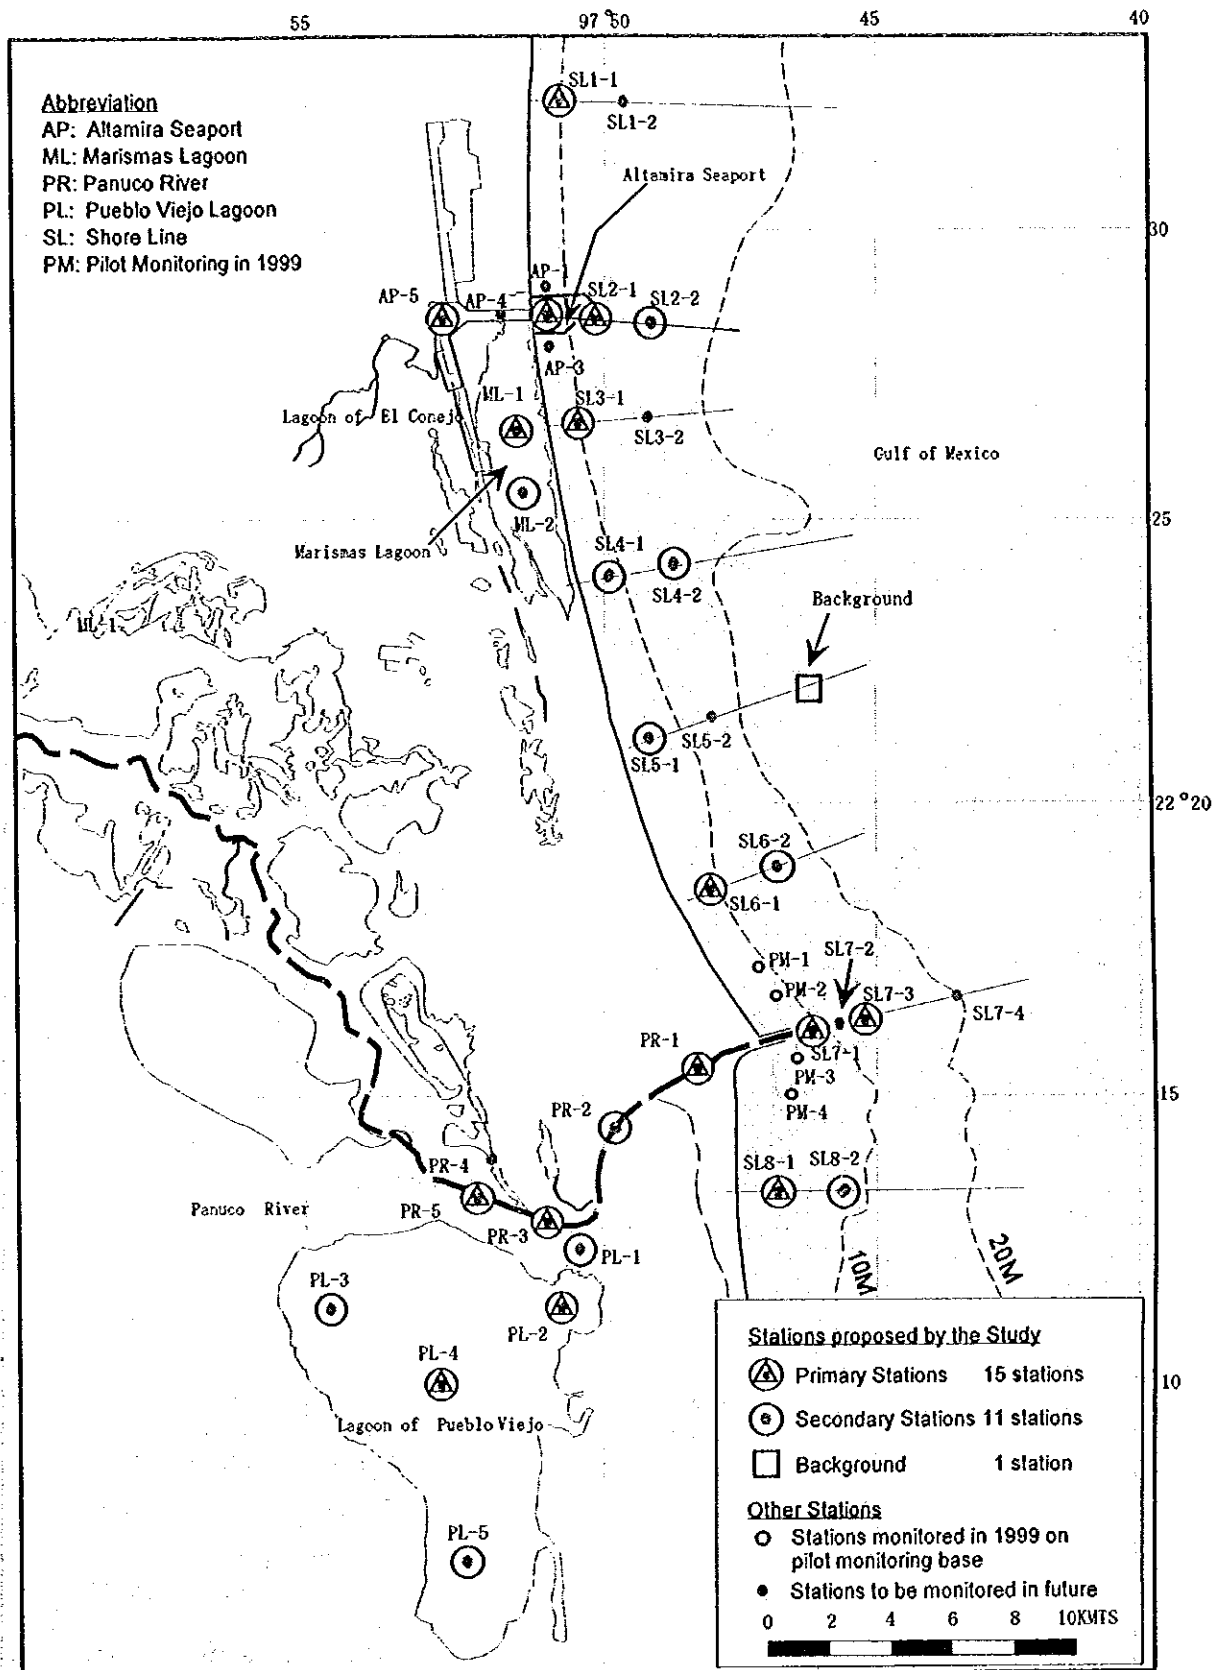 55
97°50
45
40
Abbreviation
AP: Altamira Seaport
ML: Marismas Lagoon
PR: Panuco River
PL: Pueblo Viejo Lagoon
SL: Shore Line
PM: Pilot Monitoring in 1999
SL1-1
SL1-2
Altamira Seaport
30
AP-1
AP-5
AP-4
SL2-1
SL2-2
AP-3
ML-1
SL3-1
Lagoon of El Conejo
SL3-2
Gulf of Mexico
25
ML-2
SL4-1
Marismas Lagoon
SL4-2
Background
ML-1
SL5-2
SL5-1
22°20
SL6-2
SL6-1
PM-1
SL7-2
PM-2
SL7-3
SL7-4
PR-1
SL7-1
PM-3
15
PR-2
PM-4
PR-4
SL8-1
SL8-2
Panuco River
PR-5
PR-3
PL-1
10M
20M
PL-3
PL-2
PL-4
10
Lagoon of Pueblo Viejo
PL-5
Stations proposed by the Study
Primary Stations 15 stations
Secondary Stations 11 stations
Background 1 station
Other Stations
Stations monitored in 1999 on
pilot monitoring base
Stations to be monitored in future
0 2 4 6 8 10KMTS